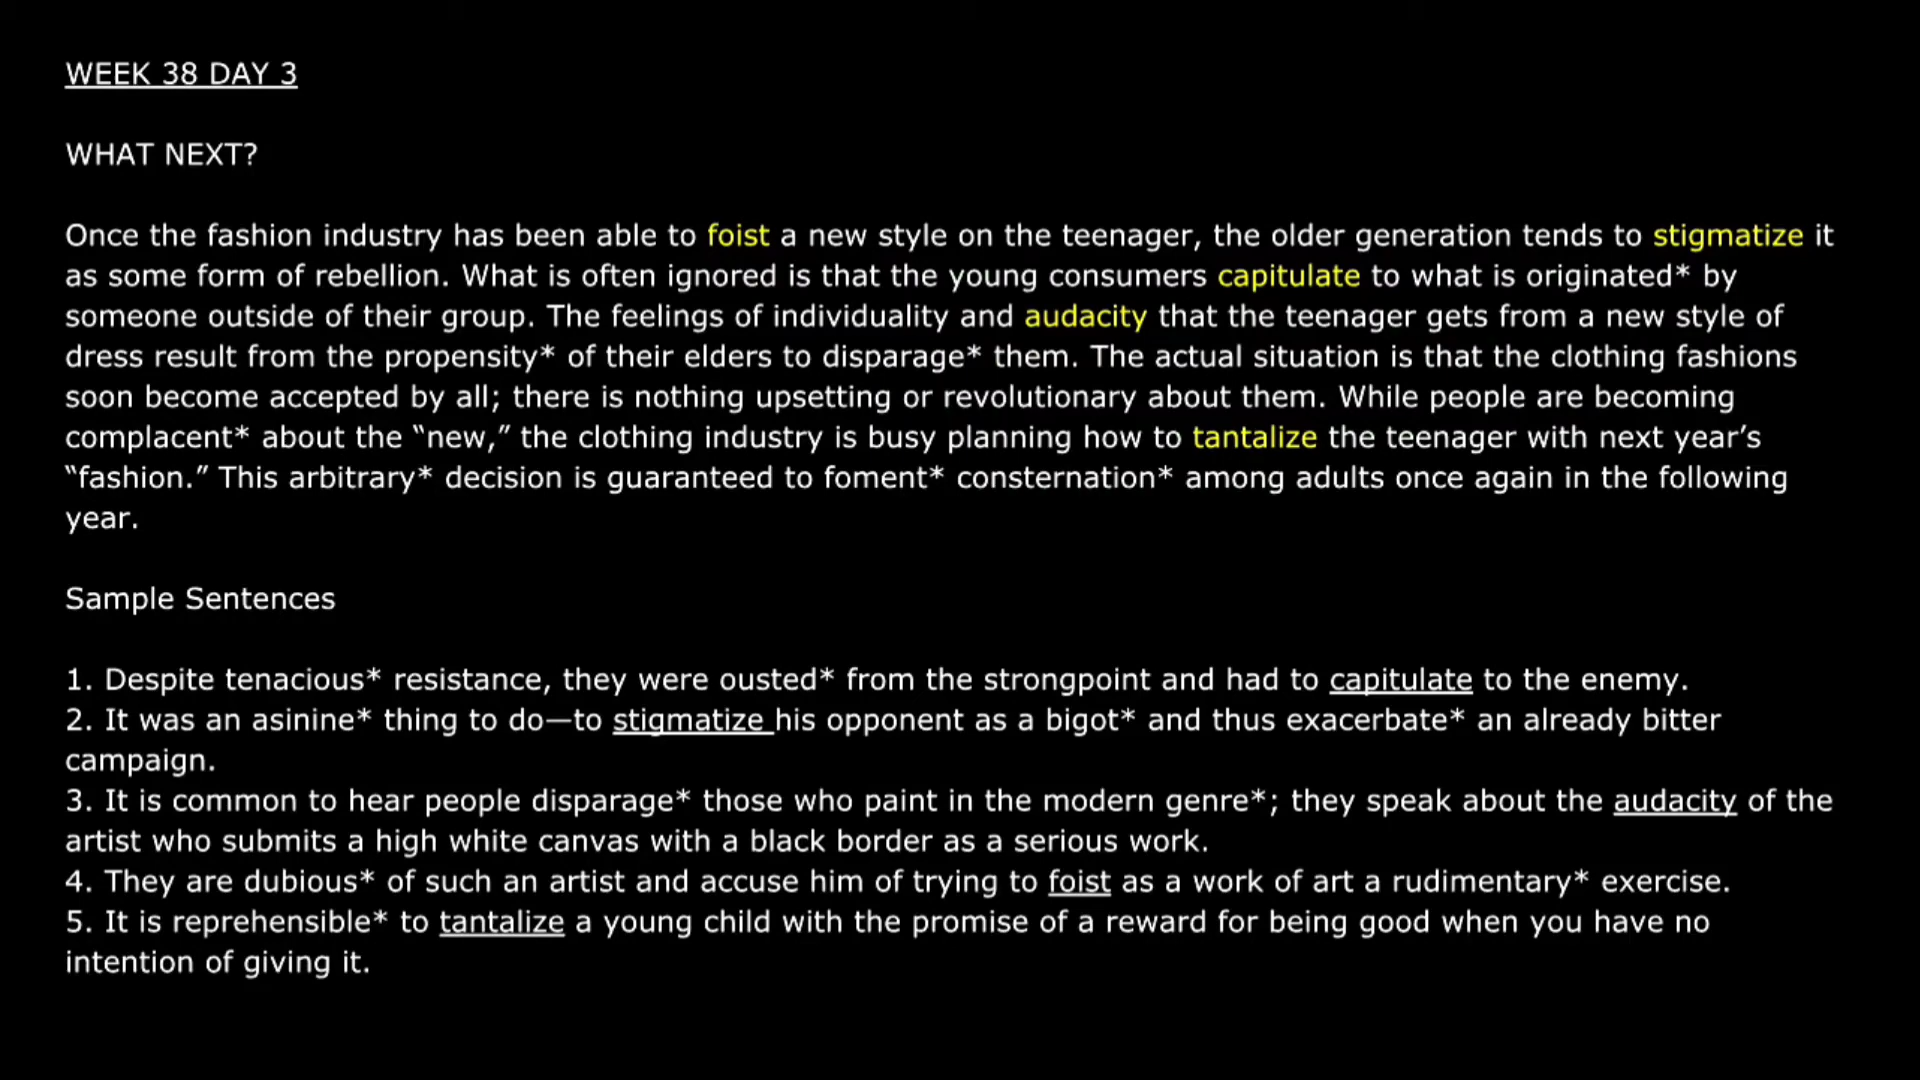 WEEK 38 DAY 3
WHAT NEXT?
Once the fashion industry has been able to foist a new style on the teenager, the older generation tends to stigmatize it
as some form of rebellion. What is often ignored is that the young consumers capitulate to what is originated* by
someone outside of their group. The feelings of individuality and audacity that the teenager gets from a new style of
dress result from the propensity* of their elders to disparage* them. The actual situation is that the clothing fashions
soon become accepted by all; there is nothing upsetting or revolutionary about them. While people are becoming
complacent* about the “new,” the clothing industry is busy planning how to tantalize the teenager with next year’s
“fashion.” This arbitrary* decision is guaranteed to foment* consternation* among adults once again in the following
year.
Sample Sentences
1. Despite tenacious* resistance, they were ousted* from the strongpoint and had to capitulate to the enemy.
2. It was an asinine* thing to do—to stigmatize his opponent as a bigot* and thus exacerbate* an already bitter
campaign.
3. It is common to hear people disparage* those who paint in the modern genre*; they speak about the audacity of the
artist who submits a high white canvas with a black border as a serious work.
4. They are dubious* of such an artist and accuse him of trying to foist as a work of art a rudimentary* exercise.
5. It is reprehensible* to tantalize a young child with the promise of a reward for being good when you have no
intention of giving it.